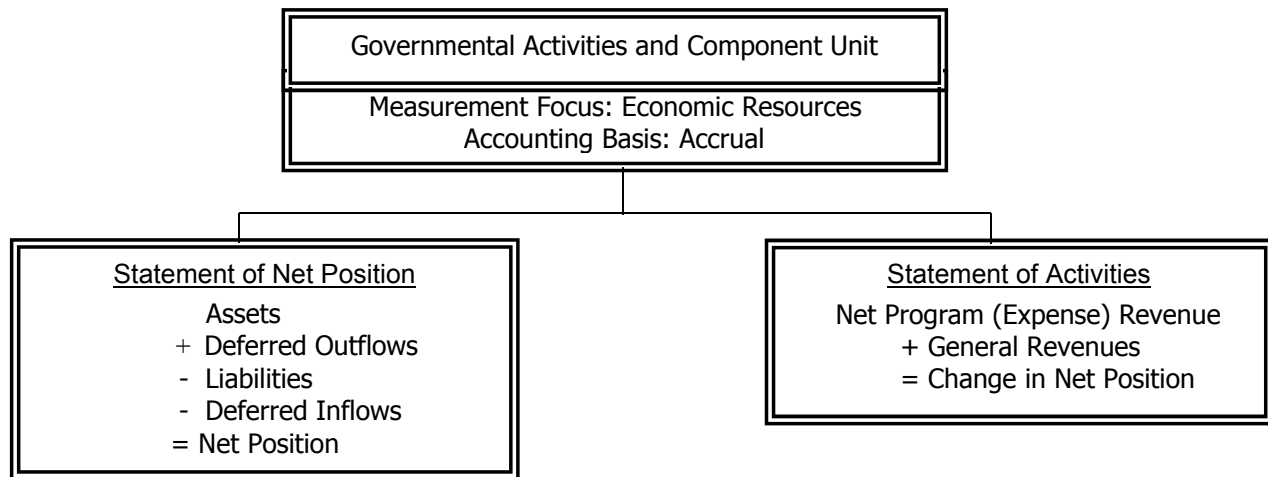 Governmental Activities and Component Unit
Measurement Focus: Economic Resources
Accounting Basis: Accrual
Statement of Net Position
Assets
+ Deferred Outflows
- Liabilities
- Deferred Inflows
= Net Position
Statement of Activities
Net Program (Expense) Revenue
+ General Revenues
= Change in Net Position